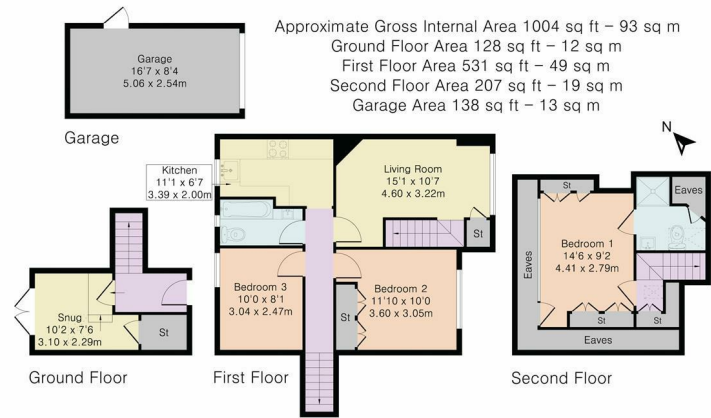 Approximate Gross Internal Area 1004 sq ft – 93 sq m
Ground Floor Area 128 sq ft – 12 sq m
First Floor Area 531 sq ft – 49 sq m
Second Floor Area 207 sq ft – 19 sq m
Garage Area 138 sq ft – 13 sq m
Garage
16'7 x 8'4
5.06 x 2.54m
Garage
N
Kitchen
11'1 x 6'7
3.39 x 2.00m
Living Room
15'1 x 10'7
4.60 x 3.22m
St
Bedroom 3
10'0 x 8'1
3.04 x 2.47m
St
Bedroom 2
11'10 x 10'0
3.60 x 3.05m
First Floor
Snug
10'2 x 7'6
3.10 x 2.29m
St
Ground Floor
St
Eaves
Eaves
Bedroom 1
14'6 x 9'2
4.41 x 2.79m
St
St
Eaves
Second Floor